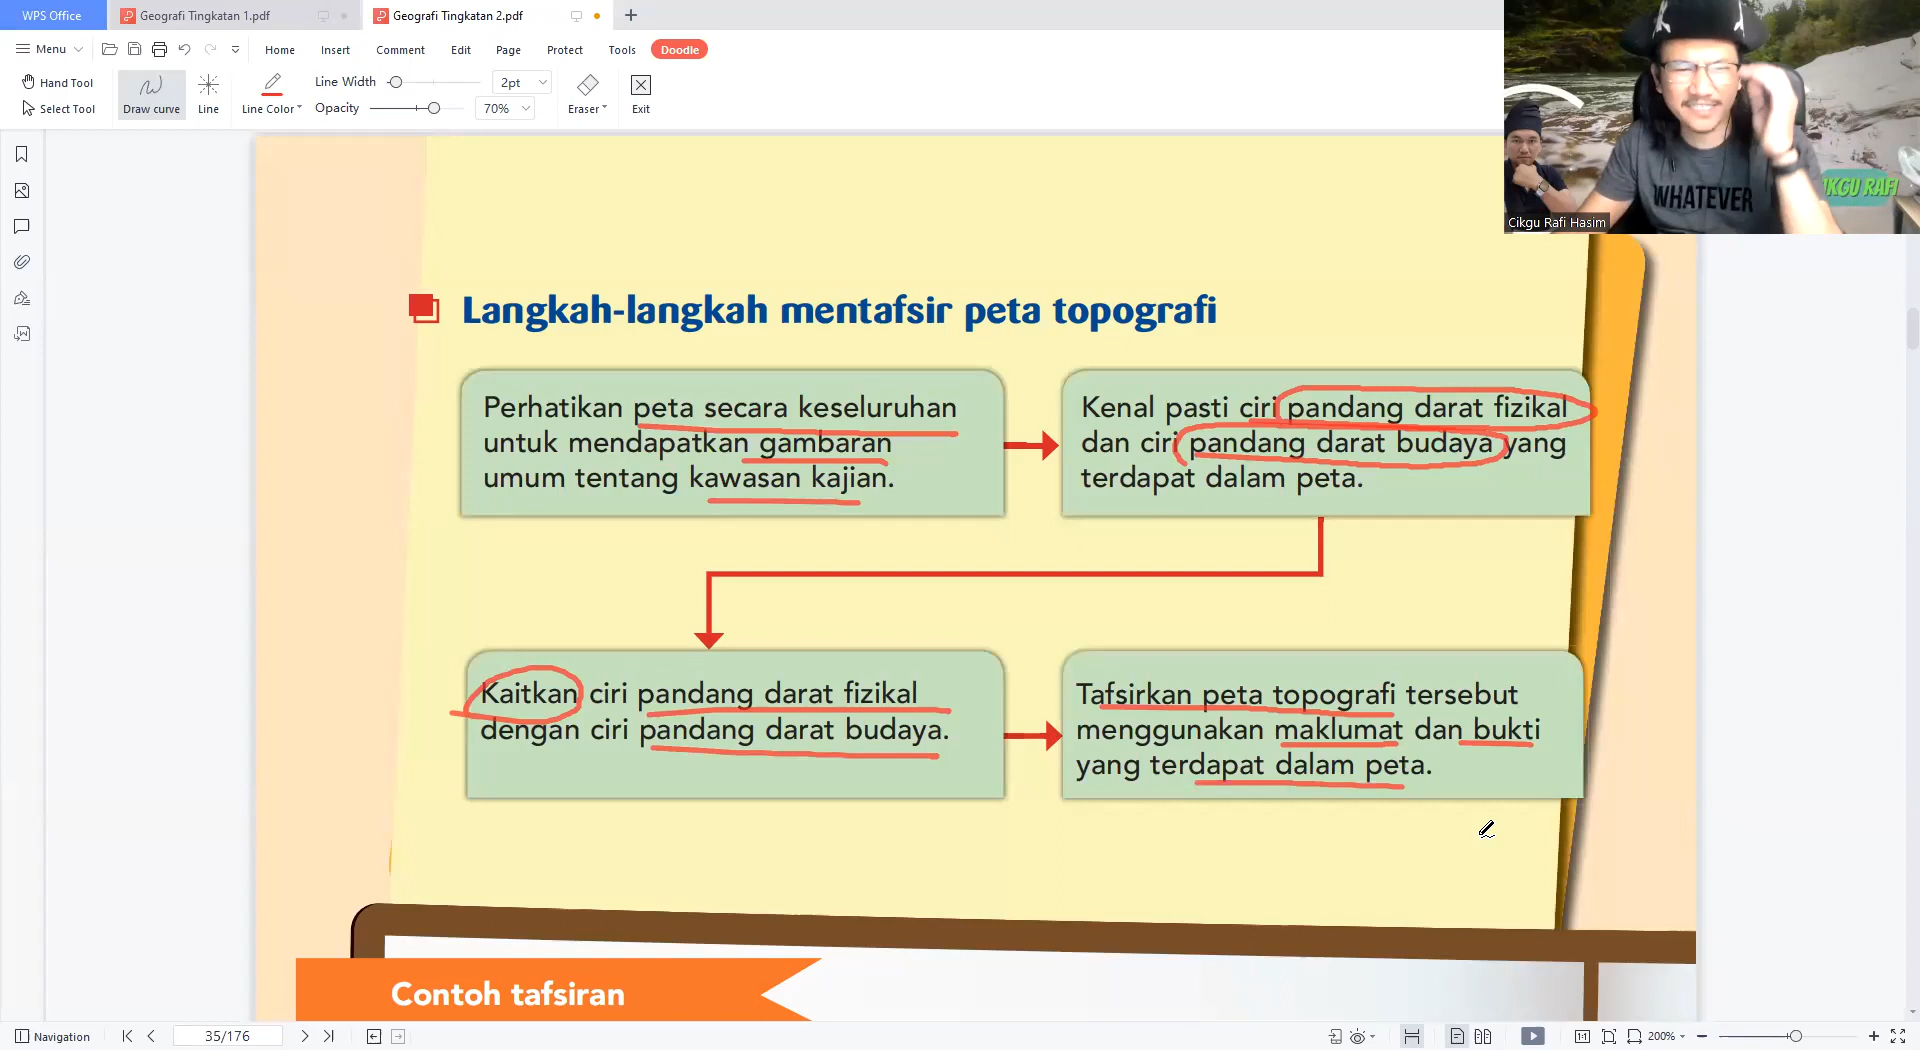 WPS Office
Geografi Tingkatan 1.pdf
Geografi Tingkatan 2.pdf
Menu
Home Insert Comment Edit Page Protect Tools Doodle
Hand Tool
Select Tool
Draw curve
Line
Line Color
Line Width 2pt
Opacity 70%
Eraser
Exit
WHATEVER
IKGU RAFI
Cikgu Rafi Hasim
Langkah-langkah mentafsir peta topografi
Perhatikan peta secara keseluruhan
untuk mendapatkan gambaran
umum tentang kawasan kajian.
Kenal pasti ciri pandang darat fizikal
dan ciri pandang darat budaya yang
terdapat dalam peta.
Kaitkan ciri pandang darat fizikal
dengan ciri pandang darat budaya.
Tafsirkan peta topografi tersebut
menggunakan maklumat dan bukti
yang terdapat dalam peta.
Contoh tafsiran
Navigation
35/176
1:1
200%